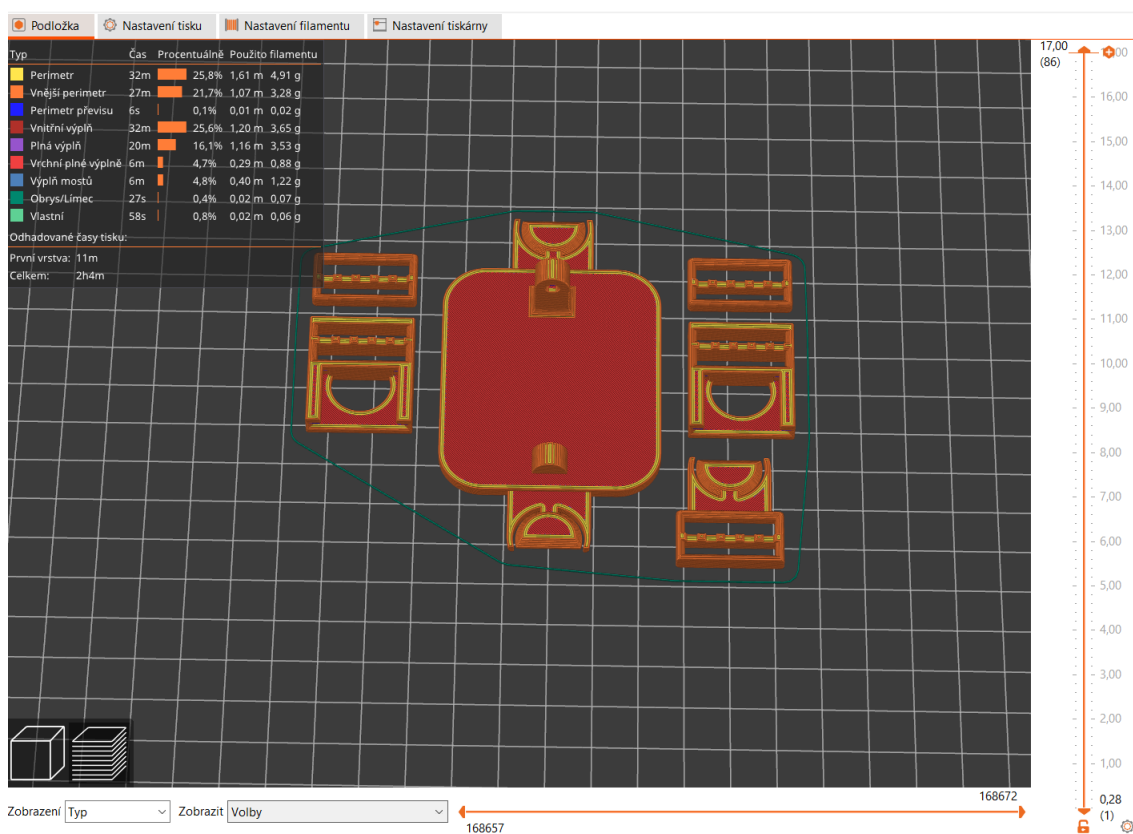 Podložka Nastavení tisku Nastavení filamentu Nastavení tiskárny
Typ Čas Procentuálně Použito filamentu
Perimetr 32m 25,8% 1,61 m 4,91 g
Vnější perimetr 27m 21,7% 1,07 m 3,28 g
Perimetr převisu 6s 0,1% 0,01 m 0,02 g
Vnitřní výplň 32m 25,6% 1,20 m 3,65 g
Plná výplň 20m 16,1% 1,16 m 3,53 g
Vrchní plné výplně 6m 4,7% 0,29 m 0,88 g
Výplň mostů 6m 4,8% 0,40 m 1,22 g
Obrys/Límec 27s 0,4% 0,02 m 0,07 g
Vlastní 58s 0,8% 0,02 m 0,06 g
Odhadované časy tisku:
První vrstva: 11m
Celkem: 2h4m
17,00
(86)
16,00
15,00
14,00
13,00
12,00
11,00
10,00
9,00
8,00
7,00
6,00
5,00
4,00
3,00
2,00
1,00
0,28
(1)
168672
Zobrazení Typ Zobrazit Volby
168657